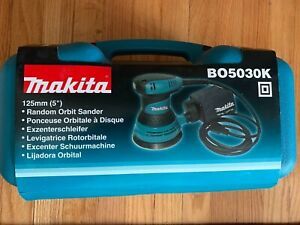 BO5030K
makita
125mm (5")
• Random Orbit Sander
• Ponceuse Orbitale à Disque
• Exzenterschleifer
• Levigatrice Rotorbitale
• Excenter Schuurmachine
• Lijadora Orbital